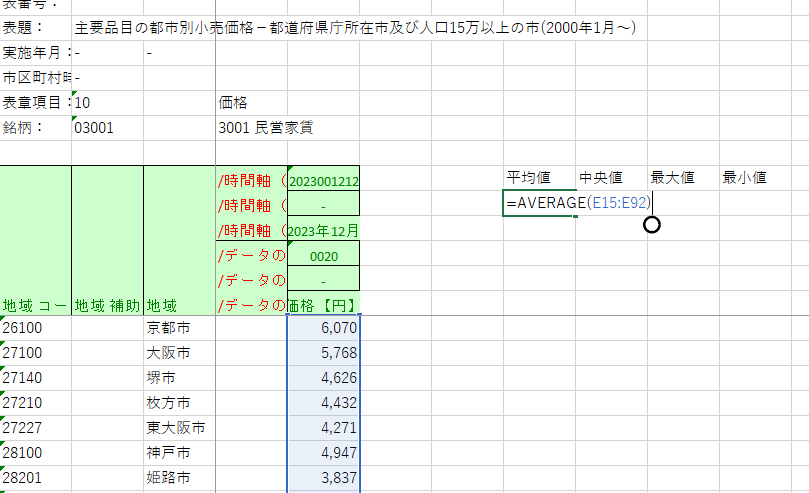 表番号：
表題： 主要品目の都市別小売価格－都道府県庁所在市及び人口15万以上の市(2000年1月～)
実施年月： - -
市区町村時 -
表章項目： 10 価格
銘柄： 03001 3001 民営家賃
/時間軸（ 2023001212 平均値 中央値 最大値 最小値
/時間軸（ - =AVERAGE(E15:E92)
/時間軸（ 2023年12月
/データの 0020
/データの -
地域 コー 地域 補助 地域 /データの 価格【円】
26100 京都市 6,070
27100 大阪市 5,768
27140 堺市 4,626
27210 枚方市 4,432
27227 東大阪市 4,271
28100 神戸市 4,947
28201 姫路市 3,837